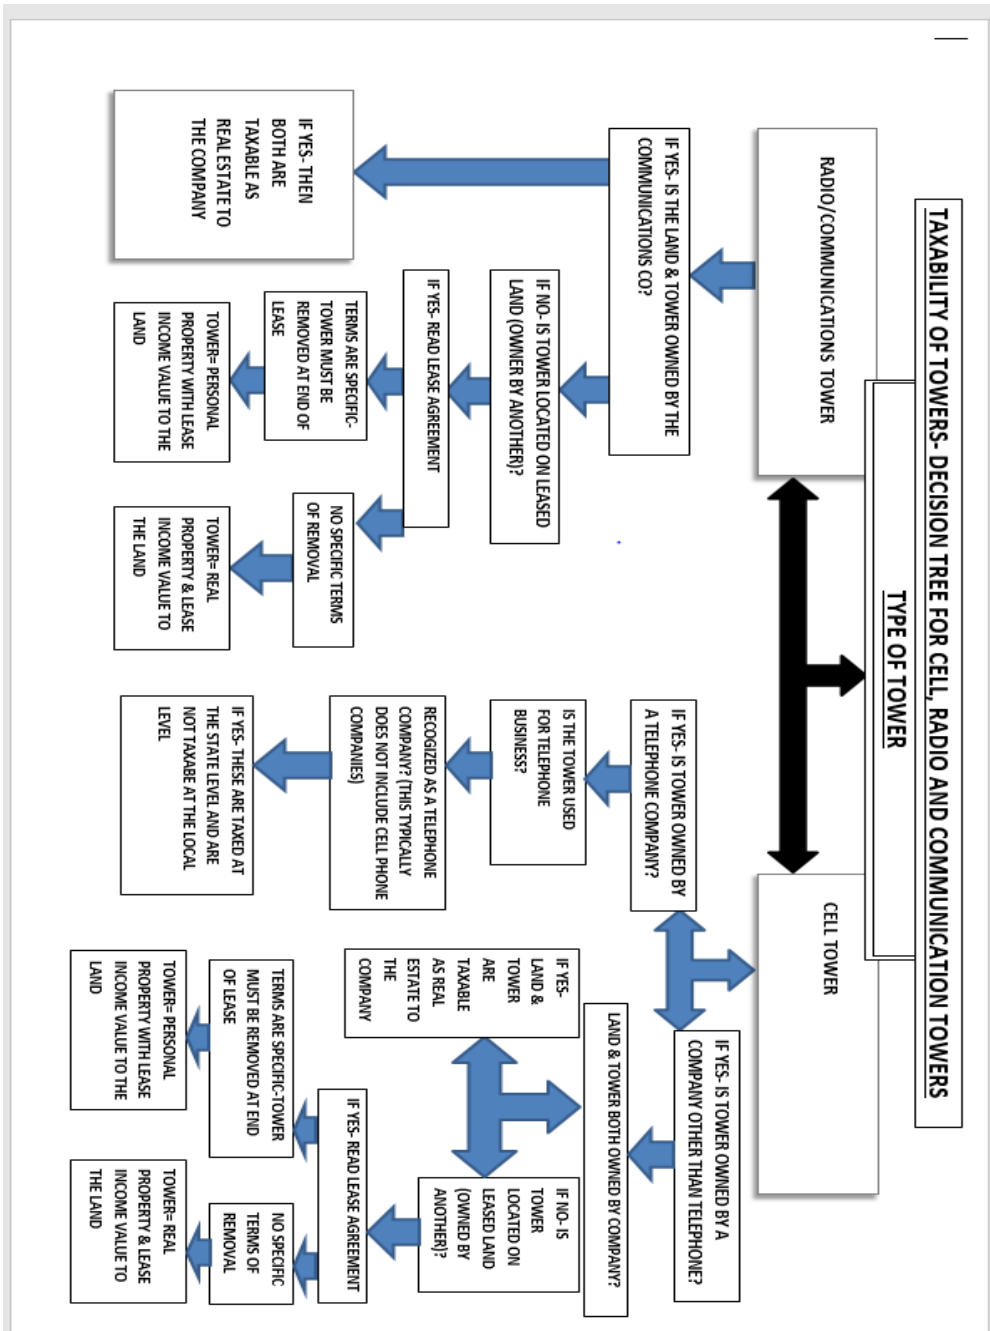 TAXABILITY OF TOWERS- DECISION TREE FOR CELL, RADIO AND COMMUNICATION TOWERS
TYPE OF TOWER
RADIO/COMMUNICATIONS TOWER
IF YES- IS THE LAND & TOWER OWNED BY THE
COMMUNICATIONS CO?
IF YES- THEN
BOTH ARE
TAXABLE AS
REAL ESTATE TO
THE COMPANY
IF NO- IS TOWER LOCATED ON LEASED
LAND (OWNER BY ANOTHER)?
IF YES- READ LEASE AGREEMENT
TERMS ARE SPECIFIC-
TOWER MUST BE
REMOVED AT END OF
LEASE
TOWER= PERSONAL
PROPERTY WITH LEASE
INCOME VALUE TO THE
LAND
NO SPECIFIC TERMS
OF REMOVAL
TOWER= REAL
PROPERTY & LEASE
INCOME VALUE TO
THE LAND
CELL TOWER
IF YES- IS TOWER OWNED BY
A TELEPHONE COMPANY?
IS THE TOWER USED
FOR TELEPHONE
BUSINESS?
RECOGNIZED AS A TELEPHONE
COMPANY? (THIS TYPICALLY
DOES NOT INCLUDE CELL PHONE
COMPANIES)
IF YES- THESE ARE TAXED AT
THE STATE LEVEL AND ARE
NOT TAXABE AT THE LOCAL
LEVEL
IF YES- IS TOWER OWNED BY A
COMPANY OTHER THAN TELEPHONE?
LAND & TOWER BOTH OWNED BY COMPANY?
IF YES-
LAND &
TOWER
ARE
TAXABLE
AS REAL
ESTATE TO
THE
COMPANY
IF NO- IS
TOWER
LOCATED ON
LEASED LAND
(OWNED BY
ANOTHER)?
IF YES- READ LEASE AGREEMENT
TERMS ARE SPECIFIC-TOWER
MUST BE REMOVED AT END
OF LEASE
TOWER= PERSONAL
PROPERTY WITH LEASE
INCOME VALUE TO THE
LAND
NO SPECIFIC
TERMS OF
REMOVAL
TOWER= REAL
PROPERTY & LEASE
INCOME VALUE TO
THE LAND